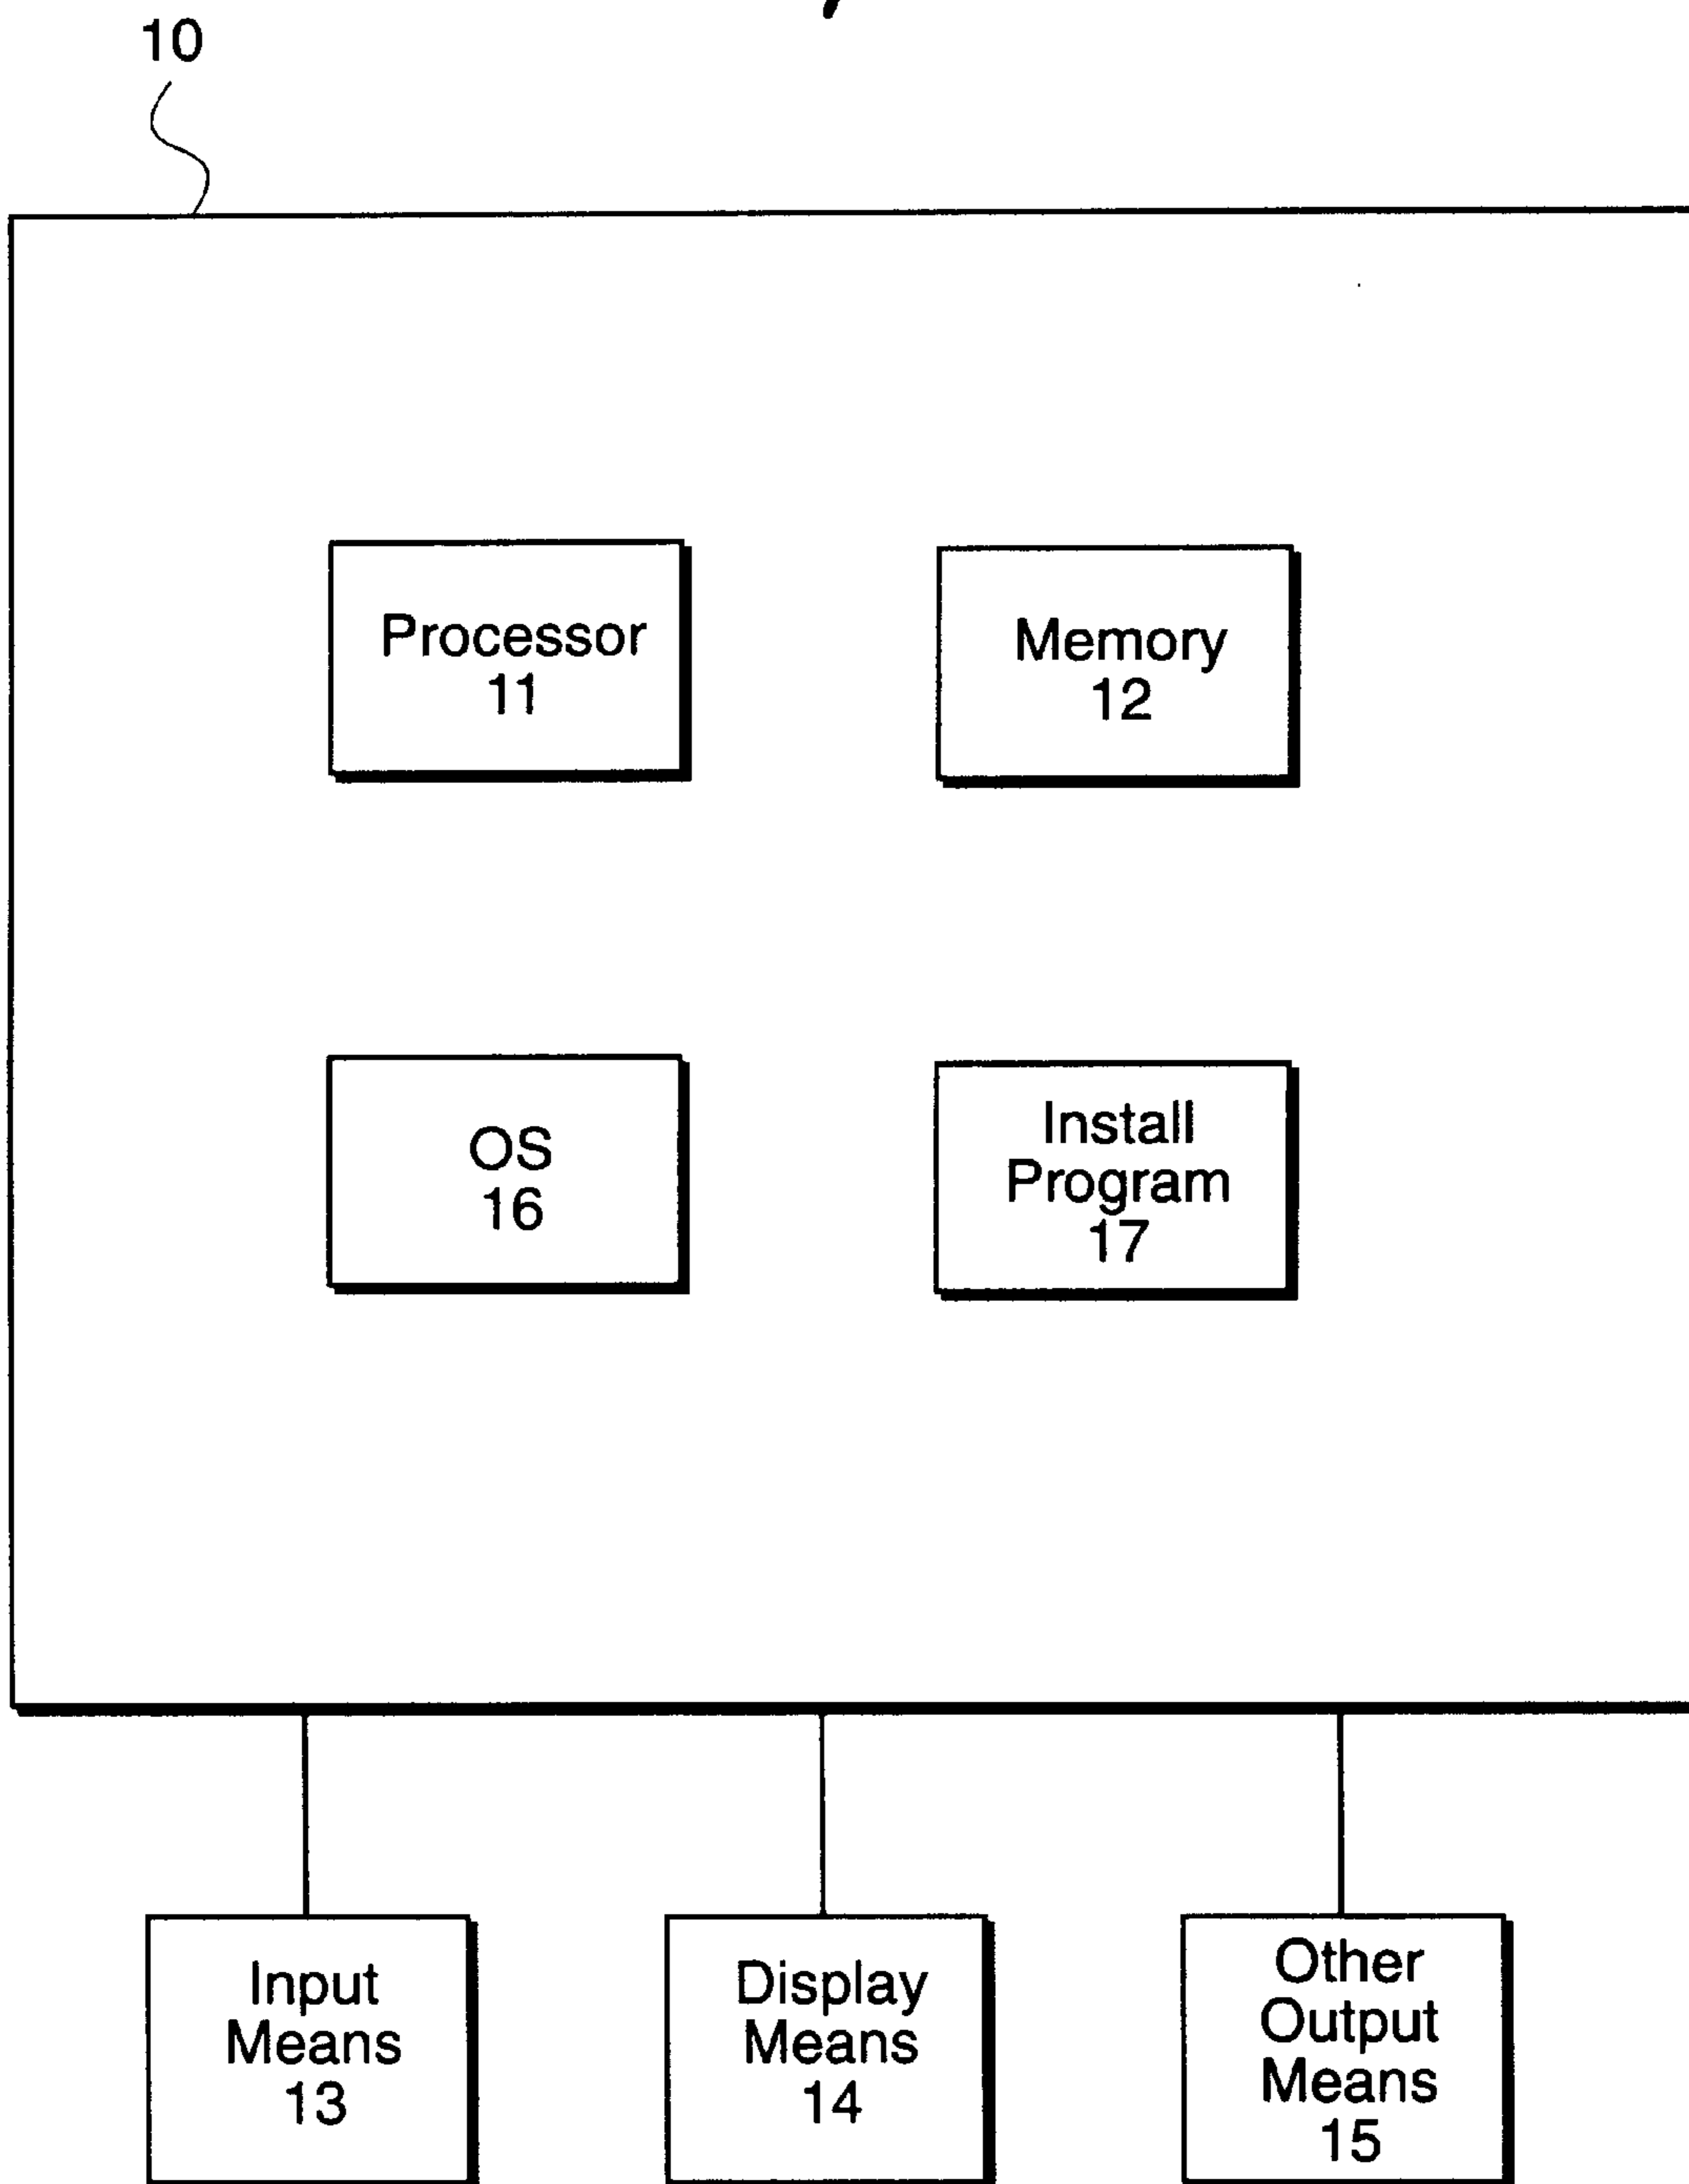 10
Processor
11
Memory
12
OS
16
Install
Program
17
Input
Means
13
Display
Means
14
Other
Output
Means
15